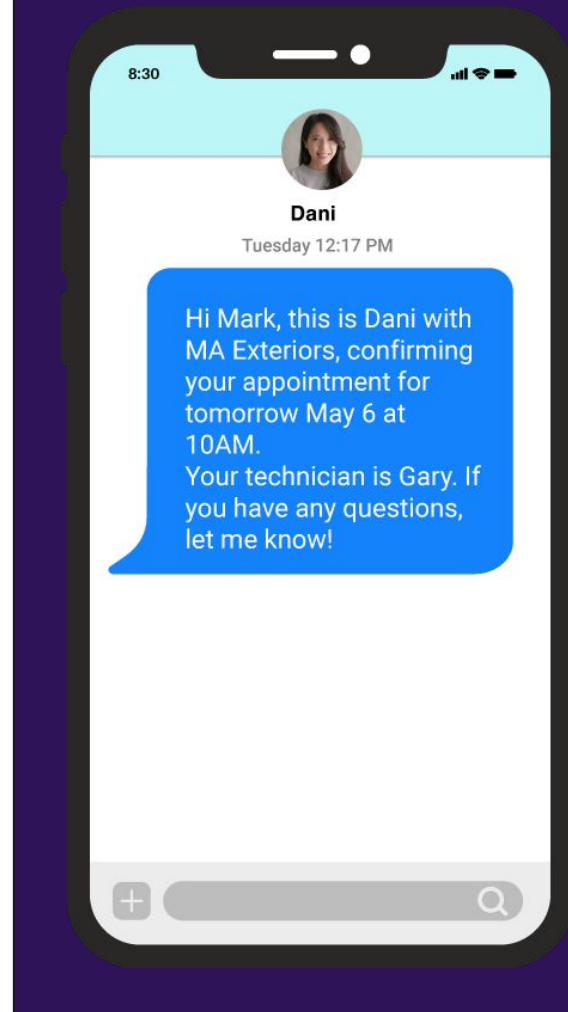 8:30
Dani
Tuesday 12:17 PM
Hi Mark, this is Dani with
MA Exteriors, confirming
your appointment for
tomorrow May 6 at
10AM.
Your technician is Gary. If
you have any questions,
let me know!